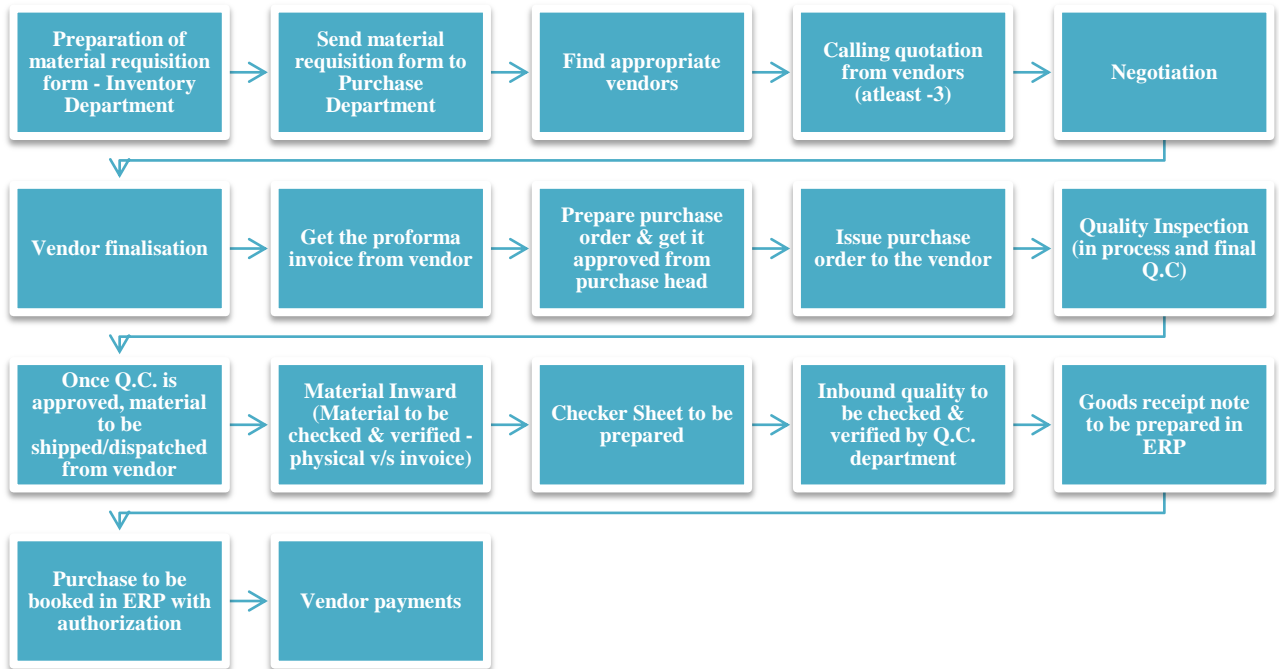 Preparation of
material requisition
form - Inventory
Department
Send material
requisition form to
Purchase
Department
Find appropriate
vendors
Calling quotation
from vendors
(atleast -3)
Negotiation
Vendor finalisation
Get the proforma
invoice from vendor
Prepare purchase
order & get it
approved from
purchase head
Issue purchase
order to the vendor
Quality Inspection
(in process and final
Q.C)
Once Q.C. is
approved, material
to be
shipped/dispatched
from vendor
Material Inward
(Material to be
checked & verified -
physical v/s invoice)
Checker Sheet to be
prepared
Inbound quality to
be checked &
verified by Q.C.
department
Goods receipt note
to be prepared in
ERP
Purchase to be
booked in ERP with
authorization
Vendor payments